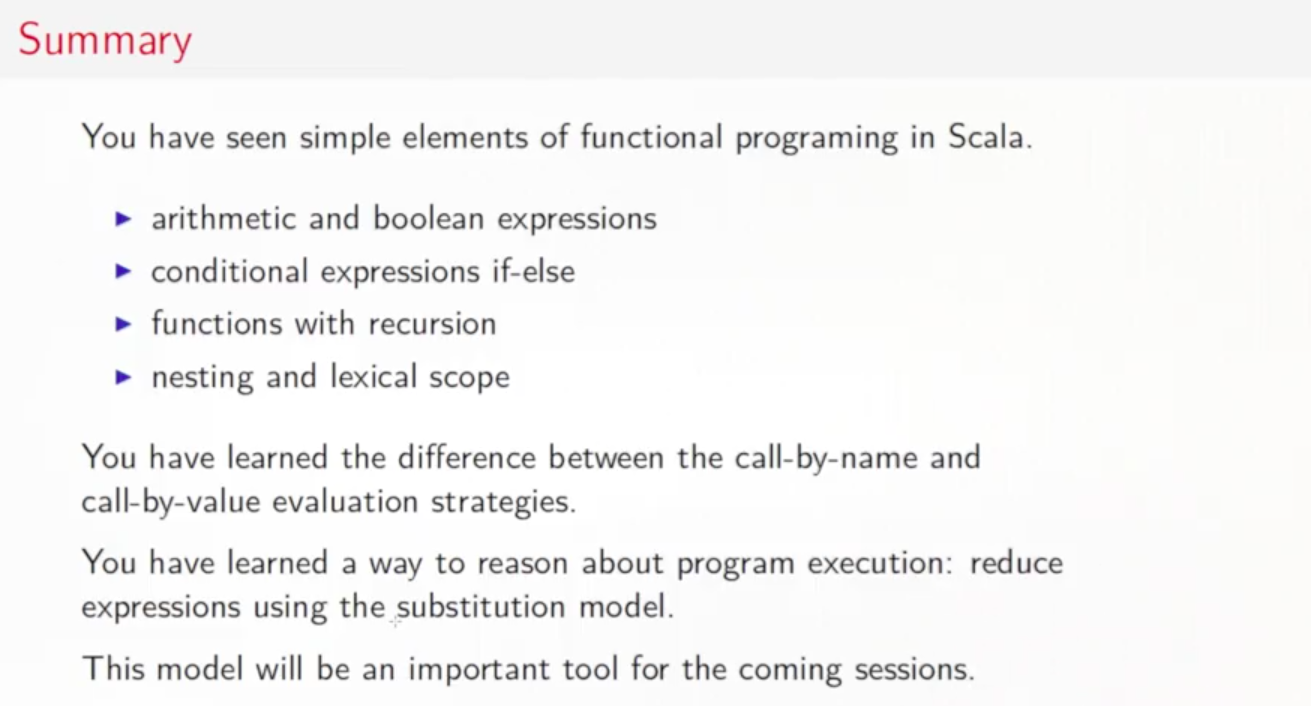 Summary
You have seen simple elements of functional programing in Scala.
▶ arithmetic and boolean expressions
▶ conditional expressions if-else
▶ functions with recursion
▶ nesting and lexical scope
You have learned the difference between the call-by-name and
call-by-value evaluation strategies.
You have learned a way to reason about program execution: reduce
expressions using the substitution model.
This model will be an important tool for the coming sessions.